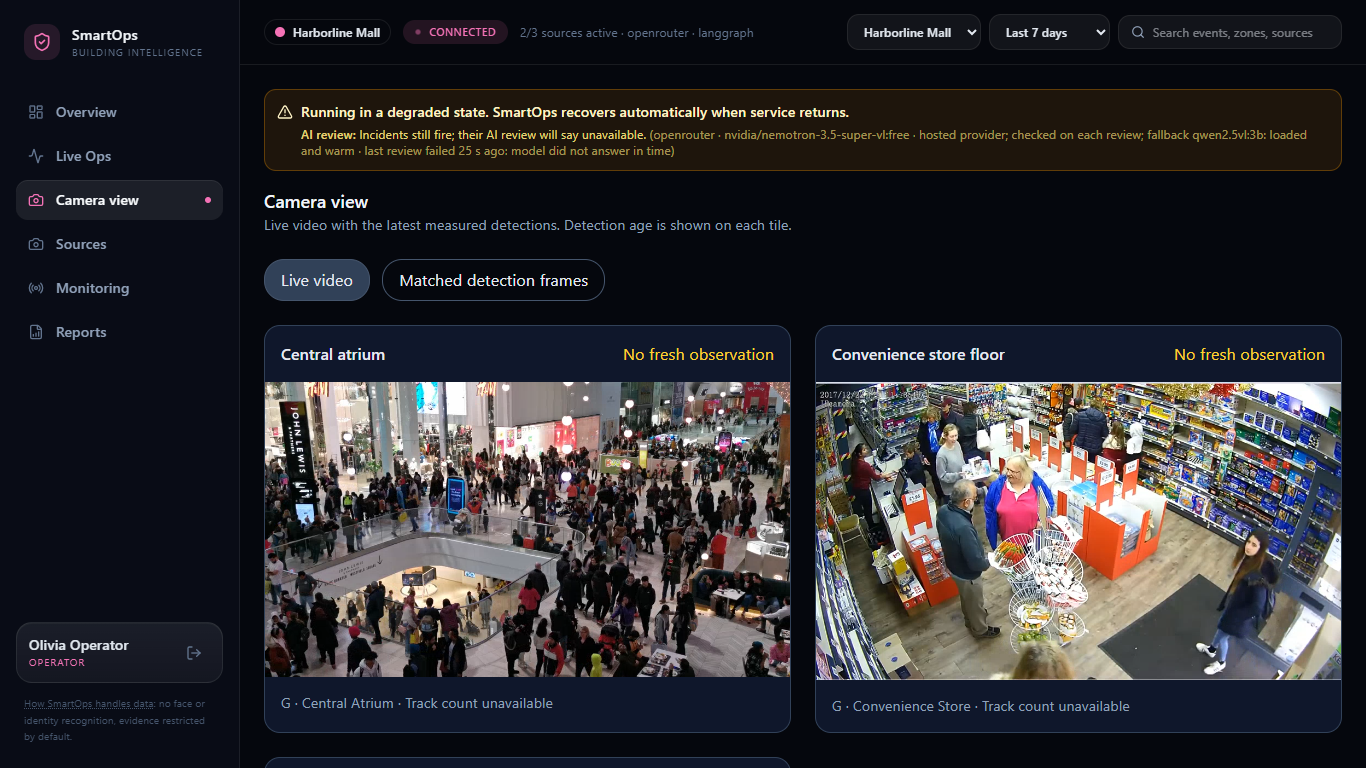 SmartOps
BUILDING INTELLIGENCE
Harborline Mall
CONNECTED
2/3 sources active · openrouter · langgraph
Harborline Mall
Last 7 days
Search events, zones, sources
Overview
Live Ops
Camera view
Sources
Monitoring
Reports
Running in a degraded state. SmartOps recovers automatically when service returns.
AI review: Incidents still fire; their AI review will say unavailable. (openrouter · nvidia/nemotron-3.5-super-vl:free · hosted provider; checked on each review; fallback qwen2.5vl:3b: loaded
and warm · last review failed 25 s ago: model did not answer in time)
Camera view
Live video with the latest measured detections. Detection age is shown on each tile.
Live video
Matched detection frames
Central atrium
No fresh observation
JOHN LEWIS
G · Central Atrium · Track count unavailable
Convenience store floor
No fresh observation
G · Convenience Store · Track count unavailable
Olivia Operator
OPERATOR
How SmartOps handles data: no face or
identity recognition, evidence restricted
by default.